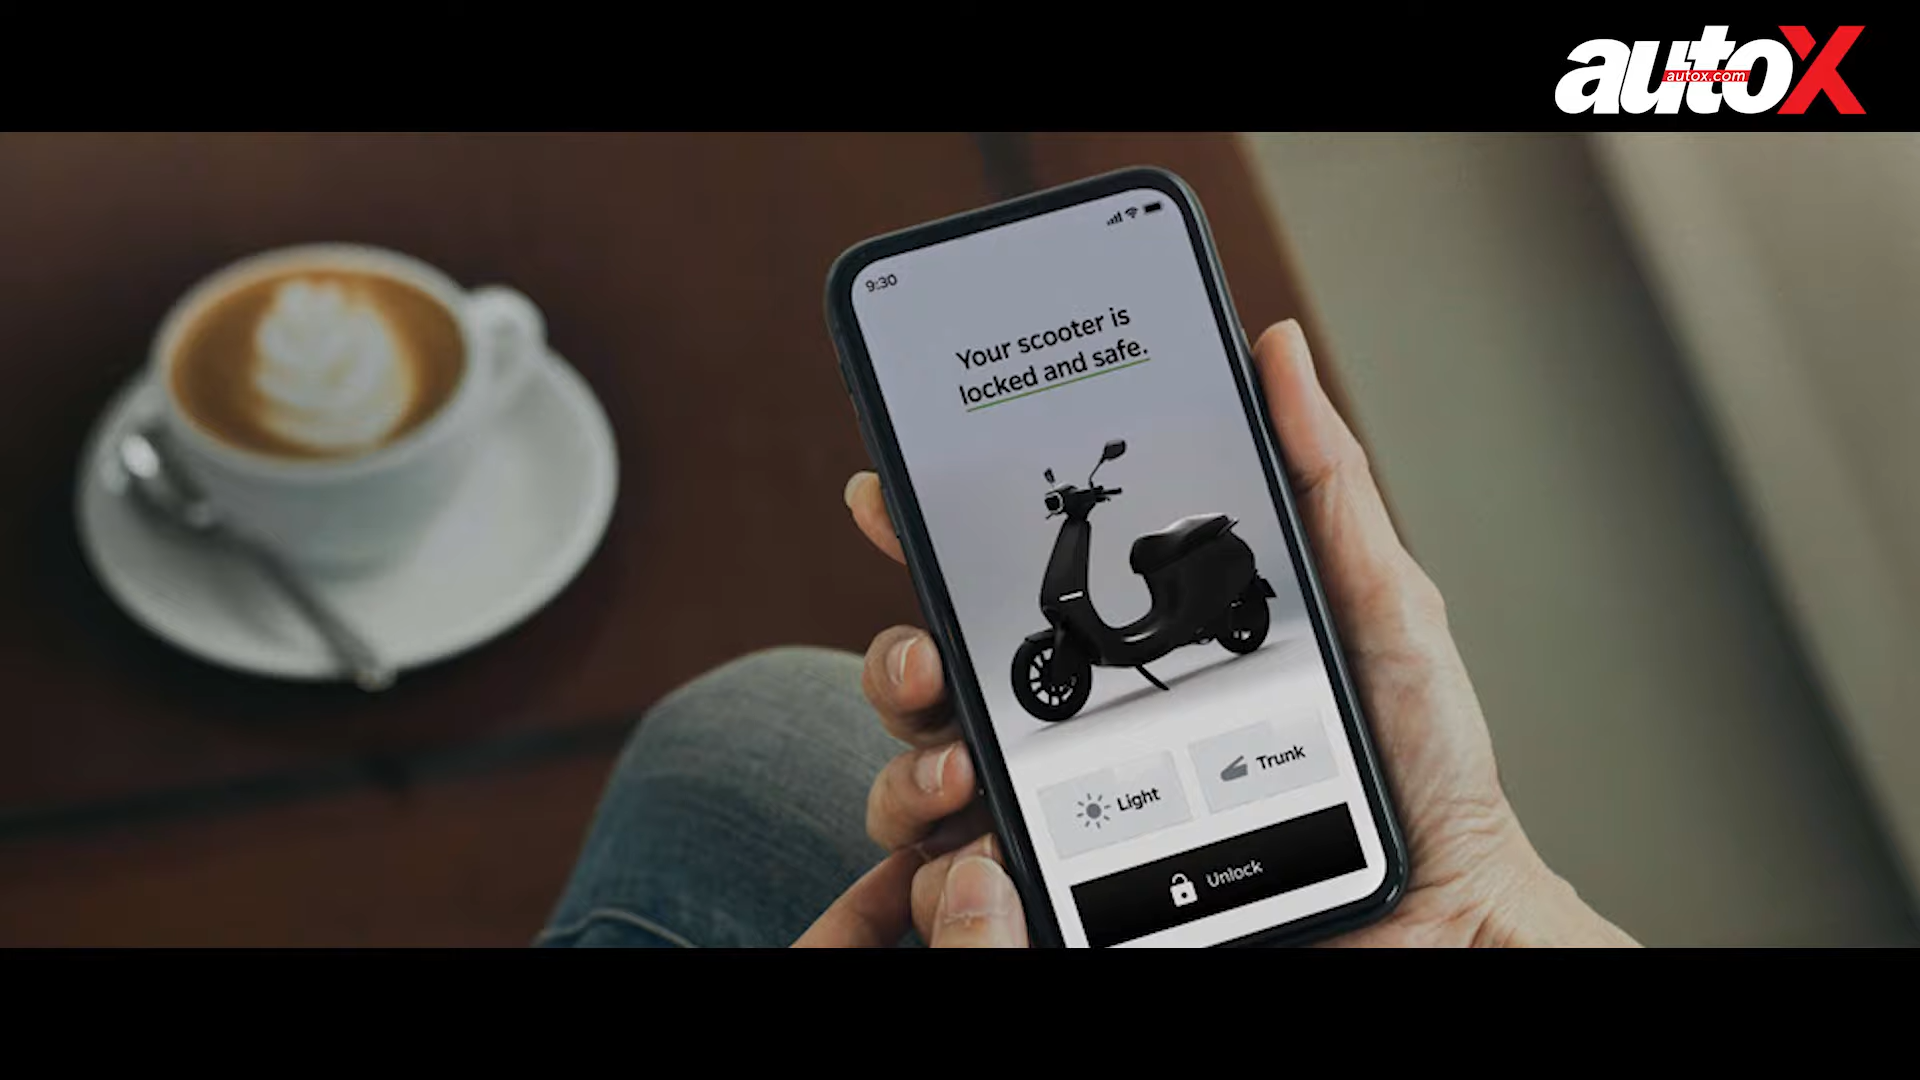 autoX
autox.com
9:30
Your scooter is
locked and safe.
Light
Trunk
Unlock